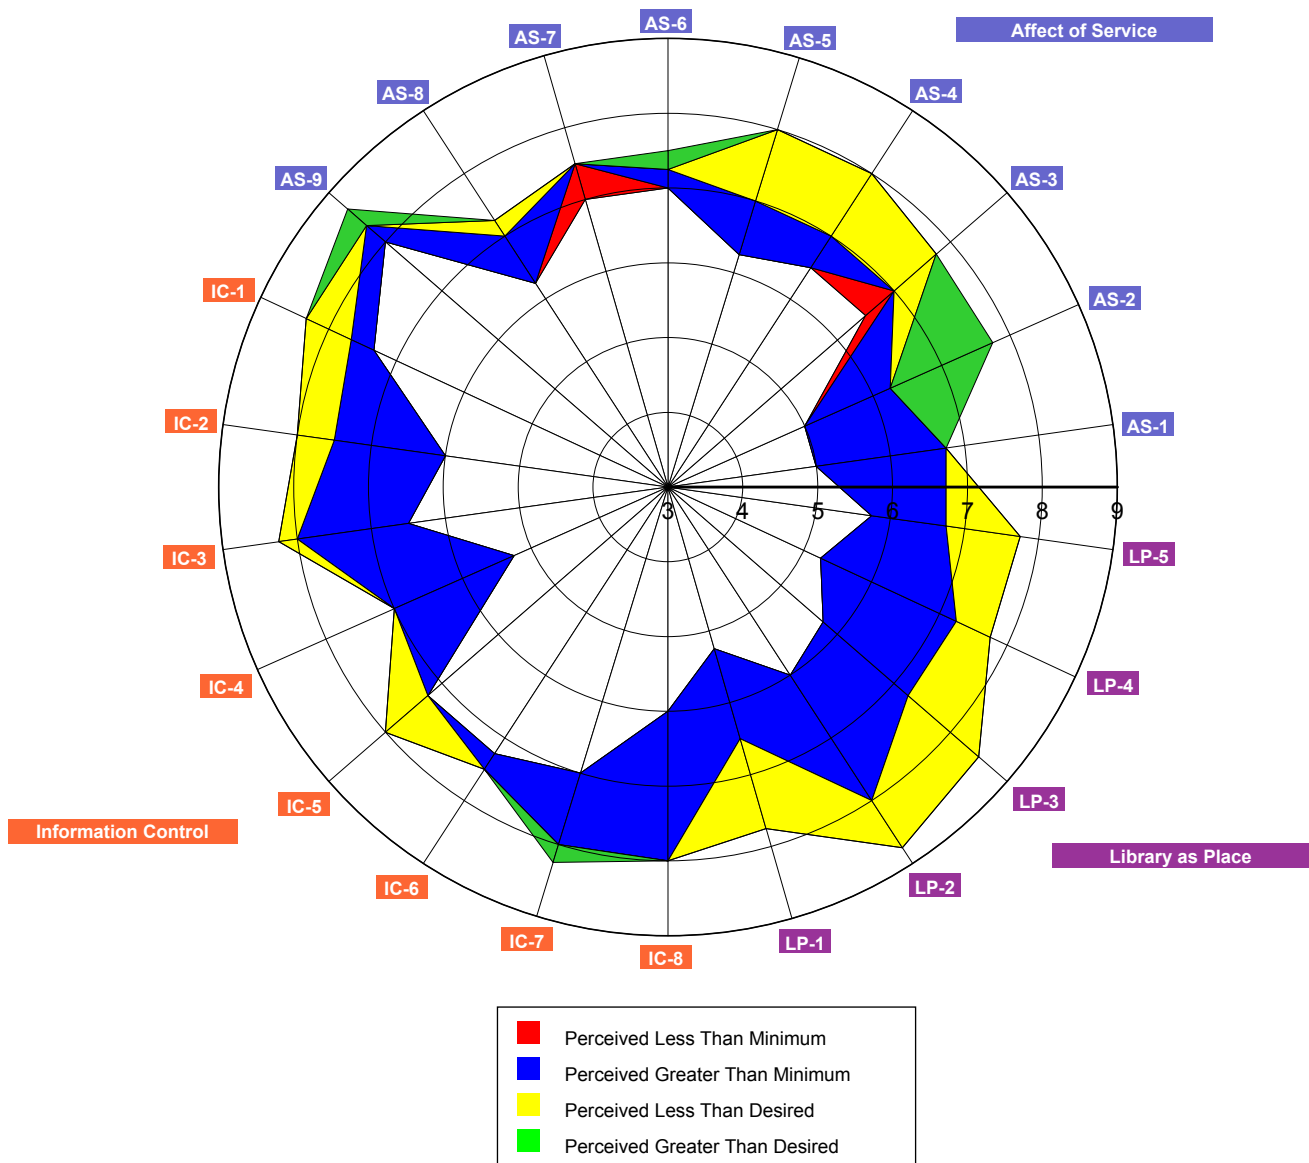 AS-6
AS-7
AS-5
Affect of Service
AS-8
AS-4
AS-9
AS-3
IC-1
AS-2
IC-2
AS-1
3 4 5 6 7 8 9
IC-3
LP-5
IC-4
LP-4
IC-5
LP-3
Information Control
Library as Place
IC-6
LP-2
IC-7
LP-1
IC-8
Perceived Less Than Minimum
Perceived Greater Than Minimum
Perceived Less Than Desired
Perceived Greater Than Desired